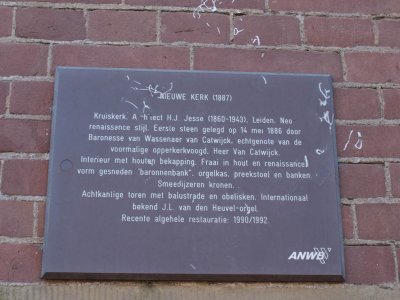 NIEUWE KERK (1887)
Kruiskerk. Architect H.J. Jesse (1860-1943). Leiden. Neo
renaissance stijl. Eerste steen gelegd op 14 mei 1886 door
Baronesse van Wassenaer van Catwijck, echtgenote van de
voormalige opperkerkvoogd, Heer Van Catwijck.
Interieur met houten bekapping. Fraai in hout en renaissance
vorm gesneden "baronnenbank", orgelkas, preekstoel en banken.
Smeedijzeren kronen.
Achtkantige toren met balustrade en obelisken. Internationaal
bekend J.L. van den Heuvel-orgel.
Recente algehele restauratie: 1990/1992.
ANWB